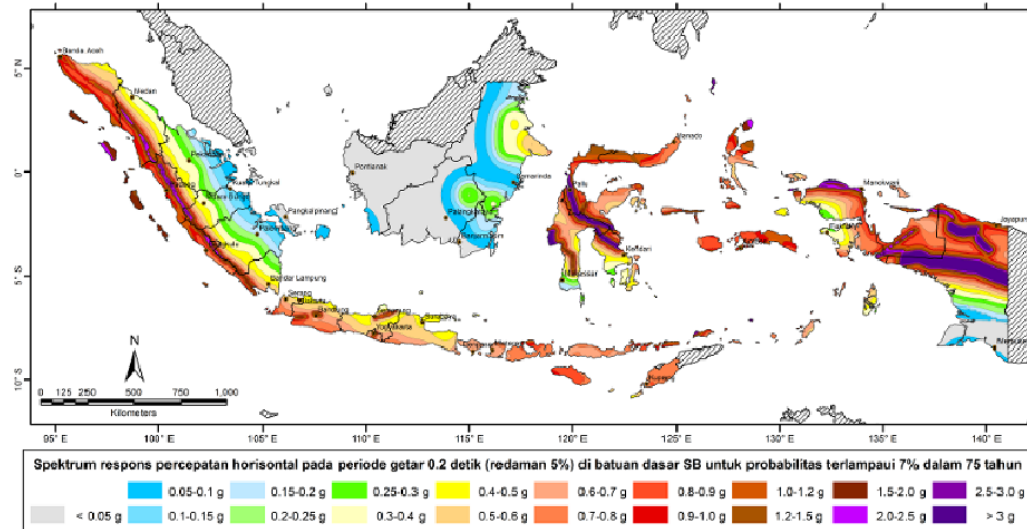 5°N
0°
5°S
10°S
Banda Aceh
Medan
Pekanbaru
Kuala Tungkal
Muara Bungo
Palembang
Pangkal pinang
Bandar Lampung
Serang
Bandung
Yogyakarta
Pontianak
Palangkaraya
Samarinda
Banjarmasin
Manado
Palu
Kendari
Makassar
Kupang
Manokwari
Jayapura
N
0 125 250 500 750 1,000
Kilometers
95° E 100° E 105° E 110° E 115° E 120° E 125° E 130° E 135° E 140° E
Spektrum respons percepatan horisontal pada periode getar 0.2 detik (redaman 5%) di batuan dasar SB untuk probabilitas terlampaui 7% dalam 75 tahun
0.05-0.1 g 0.15-0.2 g 0.25-0.3 g 0.4-0.5 g 0.6-0.7 g 0.8-0.9 g 1.0-1.2 g 1.5-2.0 g 2.5-3.0 g
< 0.05 g 0.1-0.15 g 0.2-0.25 g 0.3-0.4 g 0.5-0.6 g 0.7-0.8 g 0.9-1.0 g 1.2-1.5 g 2.0-2.5 g > 3 g